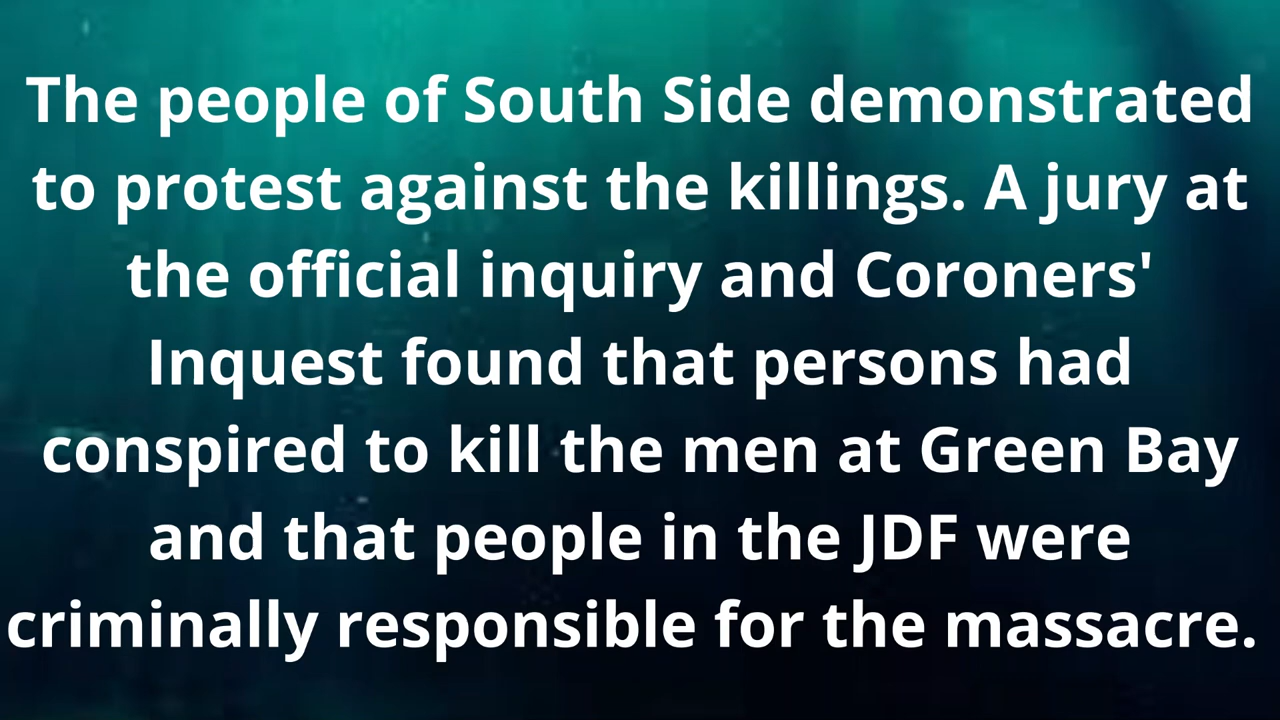 The people of South Side demonstrated
to protest against the killings. A jury at
the official inquiry and Coroners'
Inquest found that persons had
conspired to kill the men at Green Bay
and that people in the JDF were
criminally responsible for the massacre.